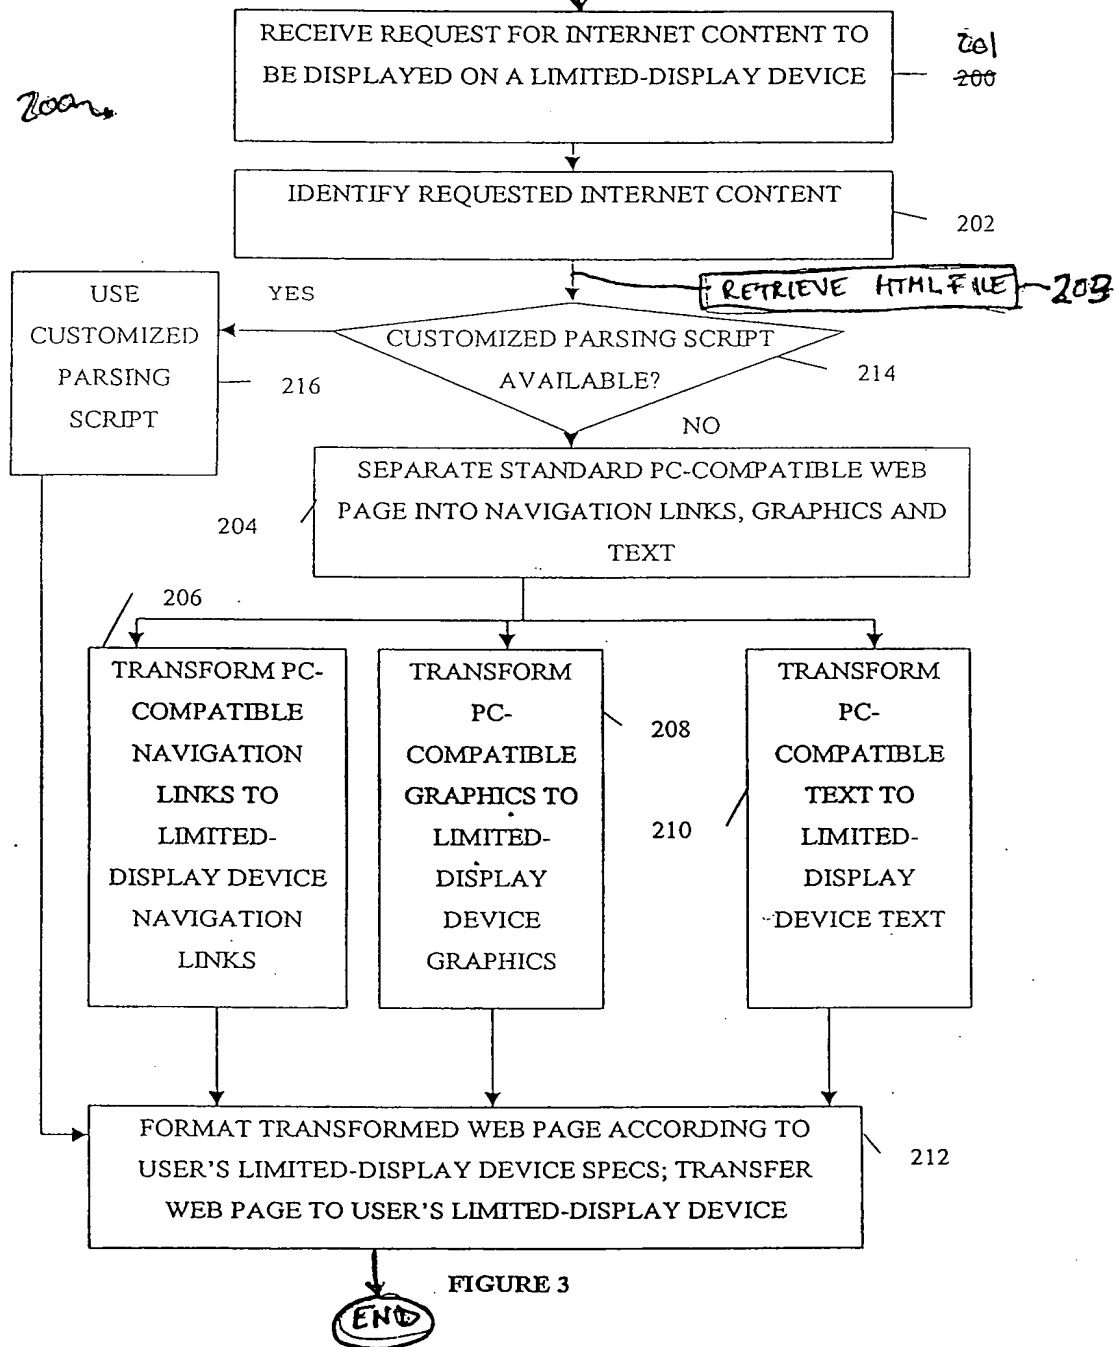 RECEIVE REQUEST FOR INTERNET CONTENT TO
BE DISPLAYED ON A LIMITED-DISPLAY DEVICE
201
200
200
IDENTIFY REQUESTED INTERNET CONTENT
202
RETRIEVE HTML FILE
203
USE
CUSTOMIZED
PARSING
SCRIPT
216
YES
CUSTOMIZED PARSING SCRIPT
AVAILABLE?
214
NO
SEPARATE STANDARD PC-COMPATIBLE WEB
PAGE INTO NAVIGATION LINKS, GRAPHICS AND
TEXT
204
206
TRANSFORM PC-
COMPATIBLE
NAVIGATION
LINKS TO
LIMITED-
DISPLAY DEVICE
NAVIGATION
LINKS
TRANSFORM
PC-
COMPATIBLE
GRAPHICS TO
LIMITED-
DISPLAY
DEVICE
GRAPHICS
208
TRANSFORM
PC-
COMPATIBLE
TEXT TO
LIMITED-
DISPLAY
DEVICE TEXT
210
FORMAT TRANSFORMED WEB PAGE ACCORDING TO
USER'S LIMITED-DISPLAY DEVICE SPECS; TRANSFER
WEB PAGE TO USER'S LIMITED-DISPLAY DEVICE
212
FIGURE 3
END